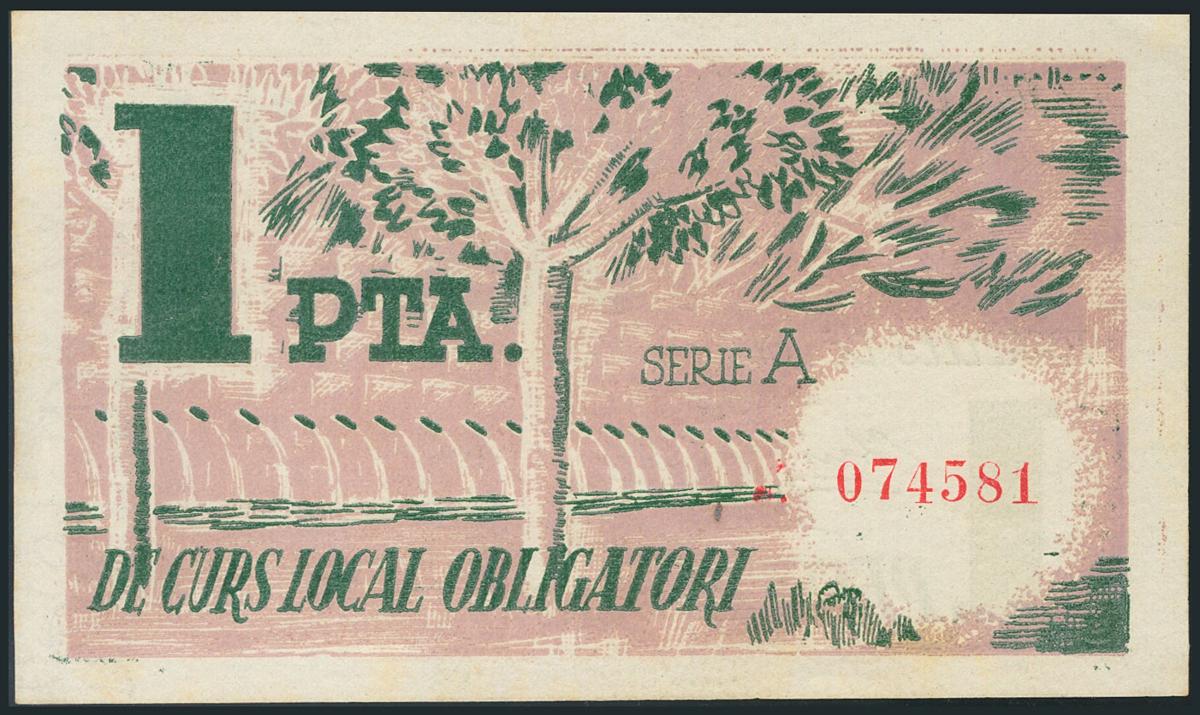 1
PTA.
SERIE A
074581
DE CURS LOCAL OBLIGATORI